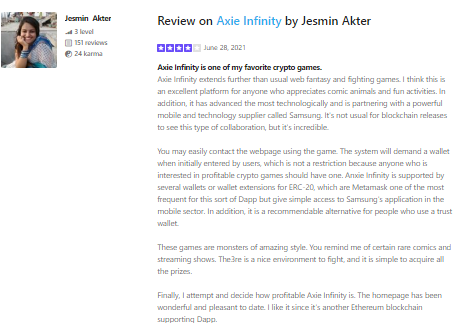 Jesmin Akter
3 level
151 reviews
24 karma
Review on Axie Infinity by Jesmin Akter
June 28, 2021
Axie Infinity is one of my favorite crypto games.
Axie Infinity extends further than usual web fantasy and fighting games. I think this is
an excellent platform for anyone who appreciates comic animals and fun activities. In
addition, it has advanced the most technologically and is partnering with a powerful
mobile and technology supplier called Samsung. It's not usual for blockchain releases
to see this type of collaboration, but it's incredible.
You may easily contact the webpage using the game. The system will demand a wallet
when initially entered by users, which is not a restriction because anyone who is
interested in profitable crypto games should have one. Anxie Infinity is supported by
several wallets or wallet extensions for ERC-20, which are Metamask one of the most
frequent for this sort of Dapp but give simple access to Samsung's application in the
mobile sector. In addition, it is a recommendable alternative for people who use a trust
wallet.
These games are monsters of amazing style. You remind me of certain rare comics and
streaming shows. The3re is a nice environment to fight, and it is simple to acquire all
the prizes.
Finally, I attempt and decide how profitable Axie Infinity is. The homepage has been
wonderful and pleasant to date. I like it since it's another Ethereum blockchain
supporting Dapp.